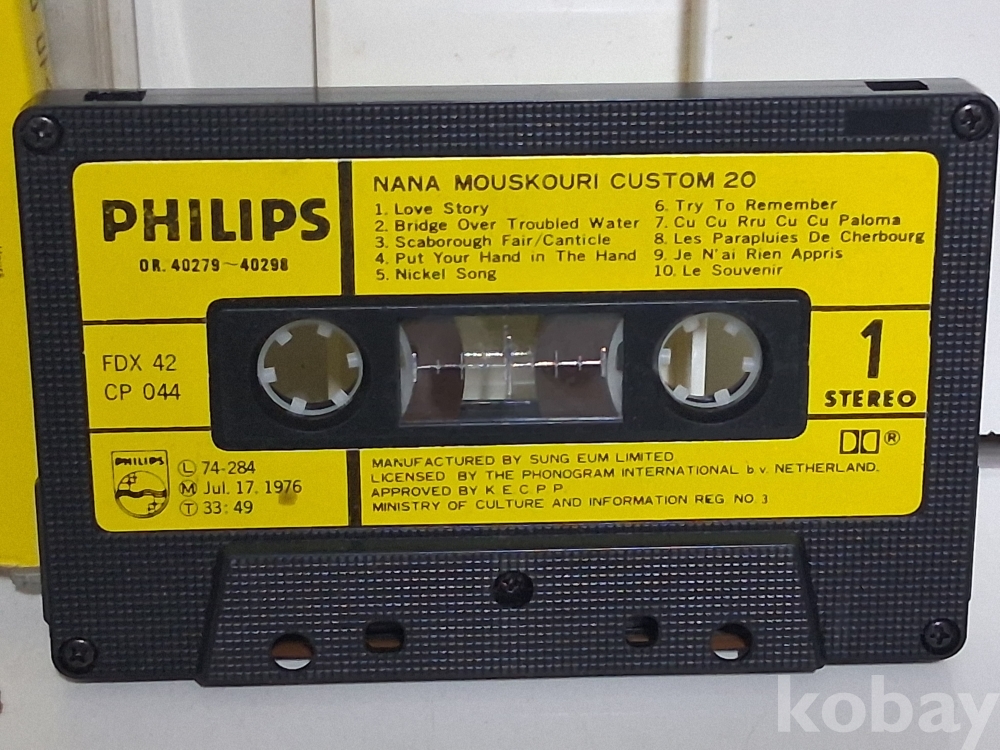 NANA MOUSKOURI CUSTOM 20
PHILIPS
OR. 40279~40298
1. Love Story
2. Bridge Over Troubled Water
3. Scaborough Fair/Canticle
4. Put Your Hand in The Hand
5. Nickel Song
6. Try To Remember
7. Cu Cu Rru Cu Cu Paloma
8. Les Parapluies De Cherbourg
9. Je N'ai Rien Appris
10. Le Souvenir
FDX 42
CP 044
1
STEREO
PHILIPS
Ⓛ 74-284
Ⓜ Jul. 17. 1976
Ⓣ 33:49
MANUFACTURED BY SUNG EUM LIMITED
LICENSED BY THE PHONOGRAM INTERNATIONAL b.v. NETHERLAND.
APPROVED BY K.E.C.P.P.
MINISTRY OF CULTURE AND INFORMATION REG. NO. 3
®
kobay